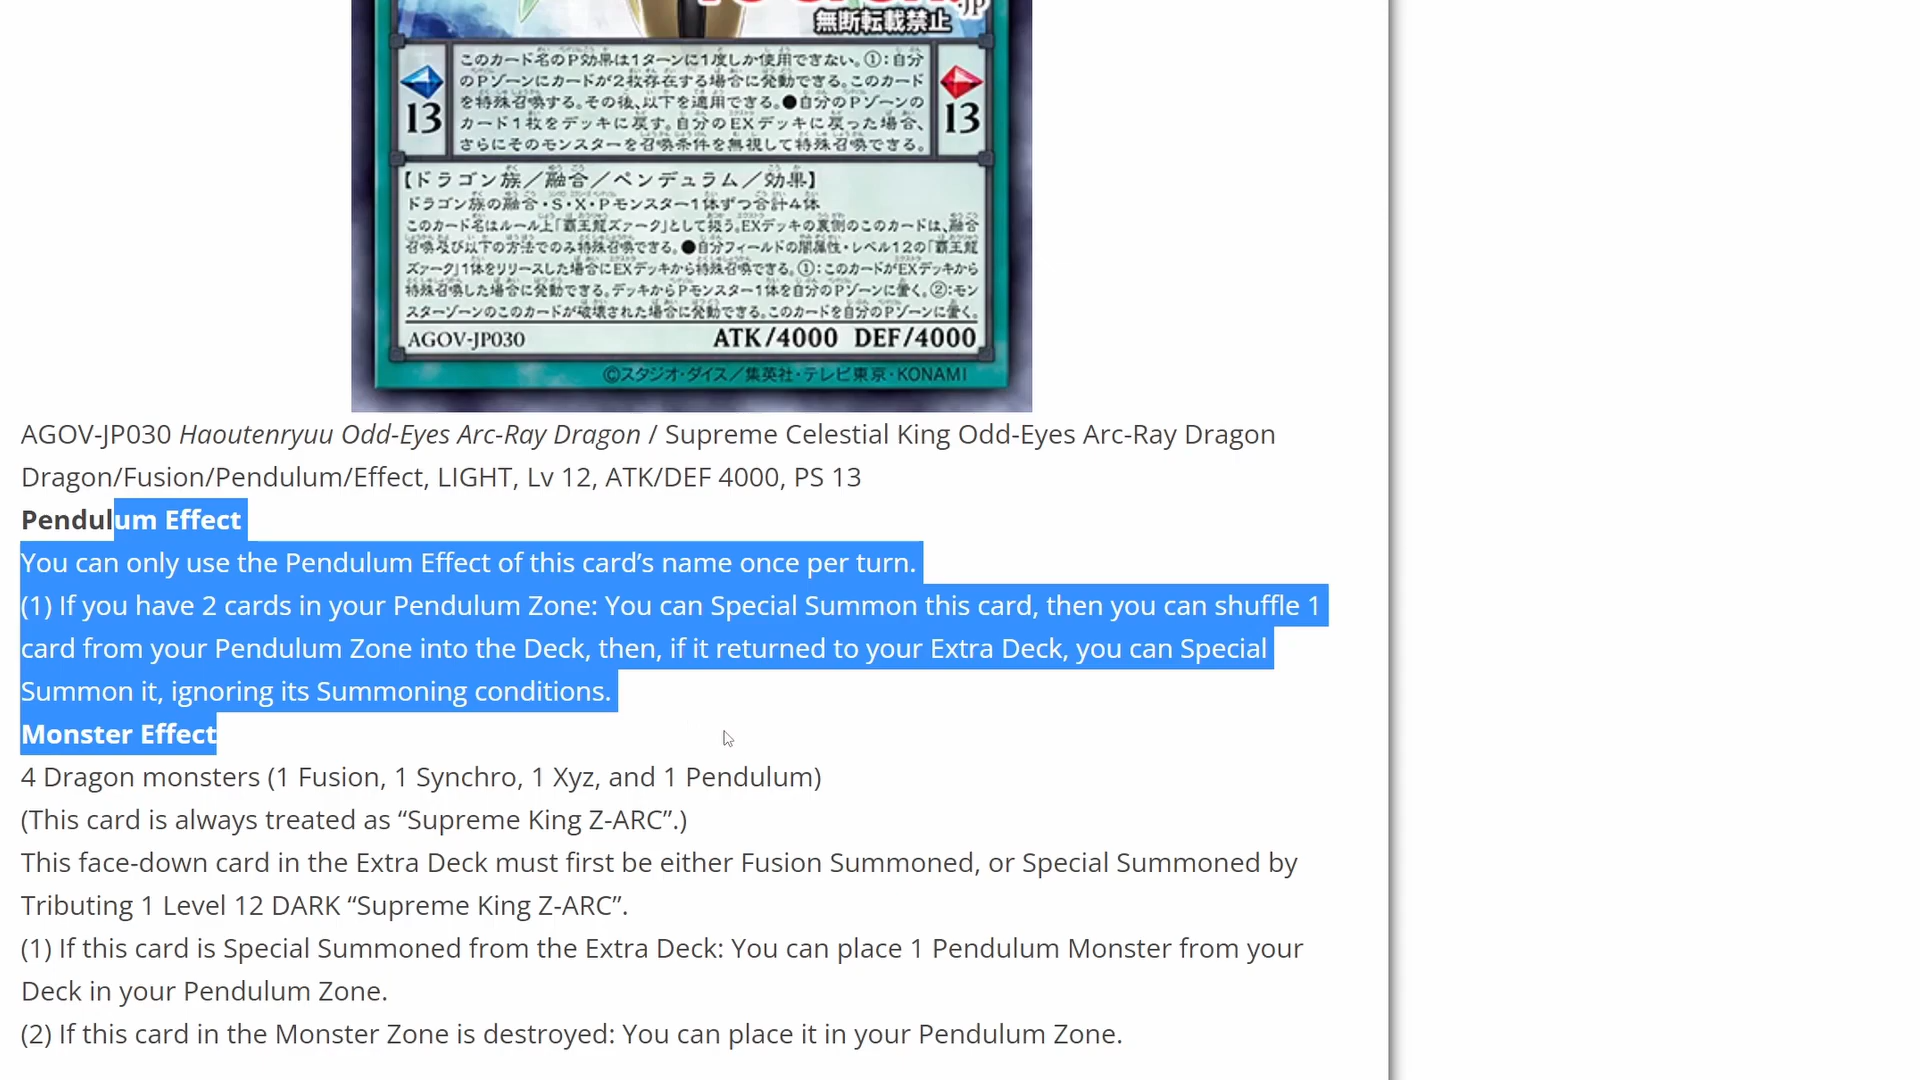 無断転載禁止
このカード名のP効果は1ターンに1度しか使用できない。①:自分
のPゾーンにカードが2枚存在する場合に発動できる。このカード
を特殊召喚する。その後、以下を適用できる。●自分のPゾーンの
カード1枚をデッキに戻す。自分のEXデッキに戻った場合、
さらにそのモンスターを召喚条件を無視して特殊召喚できる。
13
13
【ドラゴン族/融合/ペンデュラム/効果】
ドラゴン族の融合・S・X・Pモンスター1体ずつ合計4体
このカード名はルール上「覇王龍ズァーク」として扱う。EXデッキの裏側のこのカードは、融合
召喚及び以下の方法でのみ特殊召喚できる。●自分フィールドの闇属性・レベル12の「覇王龍
ズァーク」1体をリリースした場合にEXデッキから特殊召喚できる。①:このカードがEXデッキから
特殊召喚した場合に発動できる。デッキからPモンスター1体を自分のPゾーンに置く。②:モン
スターゾーンのこのカードが破壊された場合に発動できる。このカードを自分のPゾーンに置く。
AGOV-JP030 ATK/4000 DEF/4000
©スタジオ・ダイス/集英社・テレビ東京・KONAMI
AGOV-JP030 Haoutenryuu Odd-Eyes Arc-Ray Dragon / Supreme Celestial King Odd-Eyes Arc-Ray Dragon
Dragon/Fusion/Pendulum/Effect, LIGHT, Lv 12, ATK/DEF 4000, PS 13
Pendulum Effect
You can only use the Pendulum Effect of this card’s name once per turn.
(1) If you have 2 cards in your Pendulum Zone: You can Special Summon this card, then you can shuffle 1
card from your Pendulum Zone into the Deck, then, if it returned to your Extra Deck, you can Special
Summon it, ignoring its Summoning conditions.
Monster Effect
4 Dragon monsters (1 Fusion, 1 Synchro, 1 Xyz, and 1 Pendulum)
(This card is always treated as “Supreme King Z-ARC”.)
This face-down card in the Extra Deck must first be either Fusion Summoned, or Special Summoned by
Tributing 1 Level 12 DARK “Supreme King Z-ARC”.
(1) If this card is Special Summoned from the Extra Deck: You can place 1 Pendulum Monster from your
Deck in your Pendulum Zone.
(2) If this card in the Monster Zone is destroyed: You can place it in your Pendulum Zone.